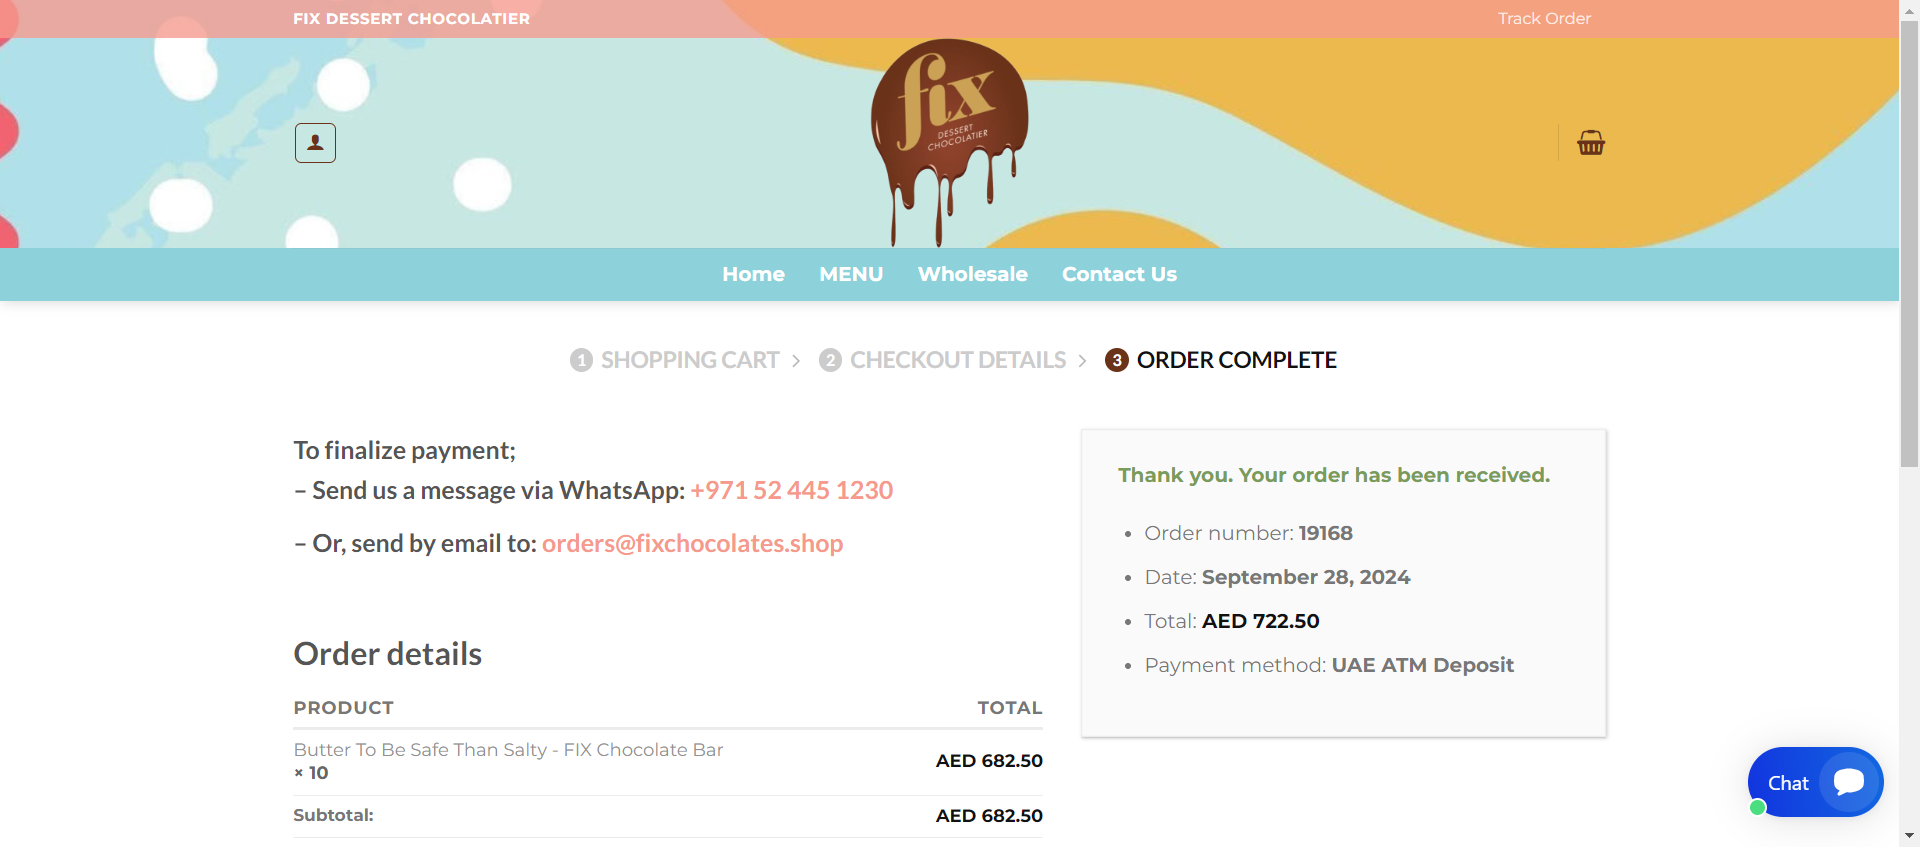 FIX DESSERT CHOCOLATIER
Track Order
fix
DESSERT
CHOCOLATIER
Home MENU Wholesale Contact Us
1 SHOPPING CART > 2 CHECKOUT DETAILS > 3 ORDER COMPLETE
To finalize payment;
– Send us a message via WhatsApp: +971 52 445 1230
– Or, send by email to: orders@fixchocolates.shop
Order details
PRODUCT TOTAL
Butter To Be Safe Than Salty - FIX Chocolate Bar
× 10 AED 682.50
Subtotal: AED 682.50
Thank you. Your order has been received.
• Order number: 19168
• Date: September 28, 2024
• Total: AED 722.50
• Payment method: UAE ATM Deposit
Chat